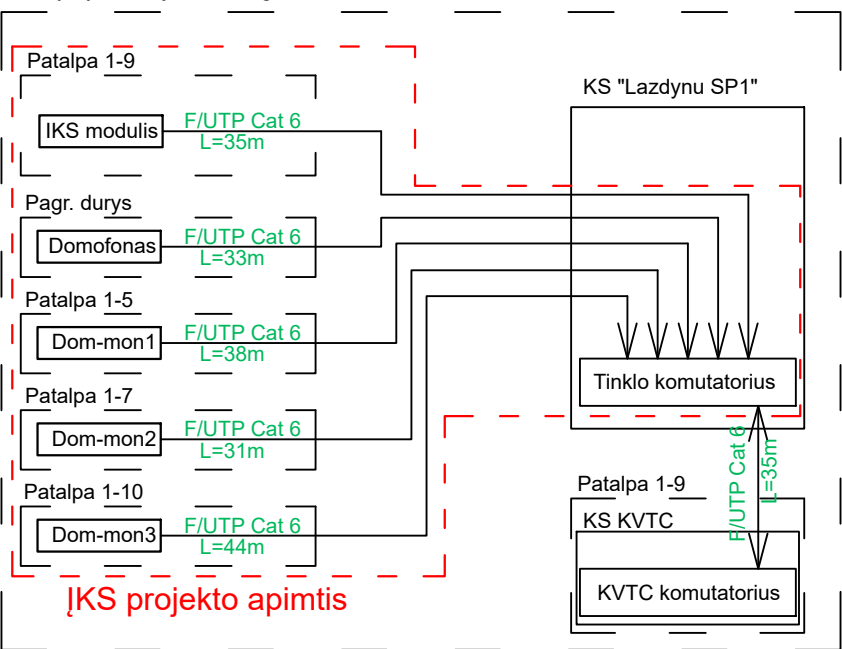 Patalpa 1-9
IKS modulis
F/UTP Cat 6
L=35m
Pagr. durys
Domofonas
F/UTP Cat 6
L=33m
Patalpa 1-5
Dom-mon1
F/UTP Cat 6
L=38m
Patalpa 1-7
Dom-mon2
F/UTP Cat 6
L=31m
Patalpa 1-10
Dom-mon3
F/UTP Cat 6
L=44m
ĮKS projekto apimtis
KS "Lazdynu SP1"
Tinklo komutatorius
F/UTP Cat 6
L=35m
Patalpa 1-9
KS KVTC
KVTC komutatorius